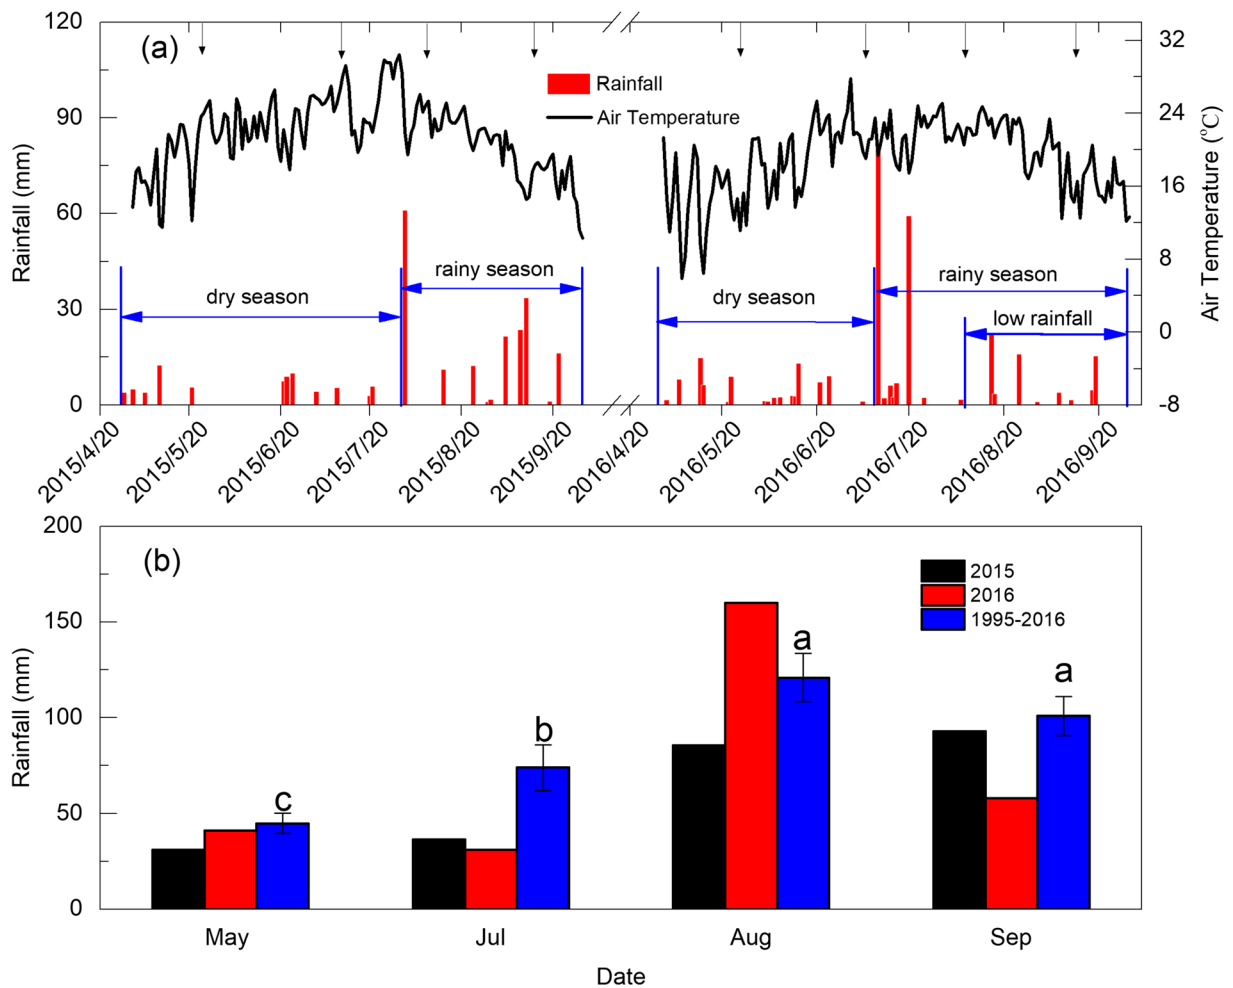 120
90
60
30
0
Rainfall (mm)
(a)
Rainfall
Air Temperature
32
24
16
8
0
-8
Air Temperature (°C)
dry season
rainy season
dry season
rainy season
low rainfall
2015/4/20
2015/5/20
2015/6/20
2015/7/20
2015/8/20
2015/9/20
2016/4/20
2016/5/20
2016/6/20
2016/7/20
2016/8/20
2016/9/20
200
150
100
50
0
Rainfall (mm)
(b)
2015
2016
1995-2016
c
b
a
a
May
Jul
Aug
Sep
Date